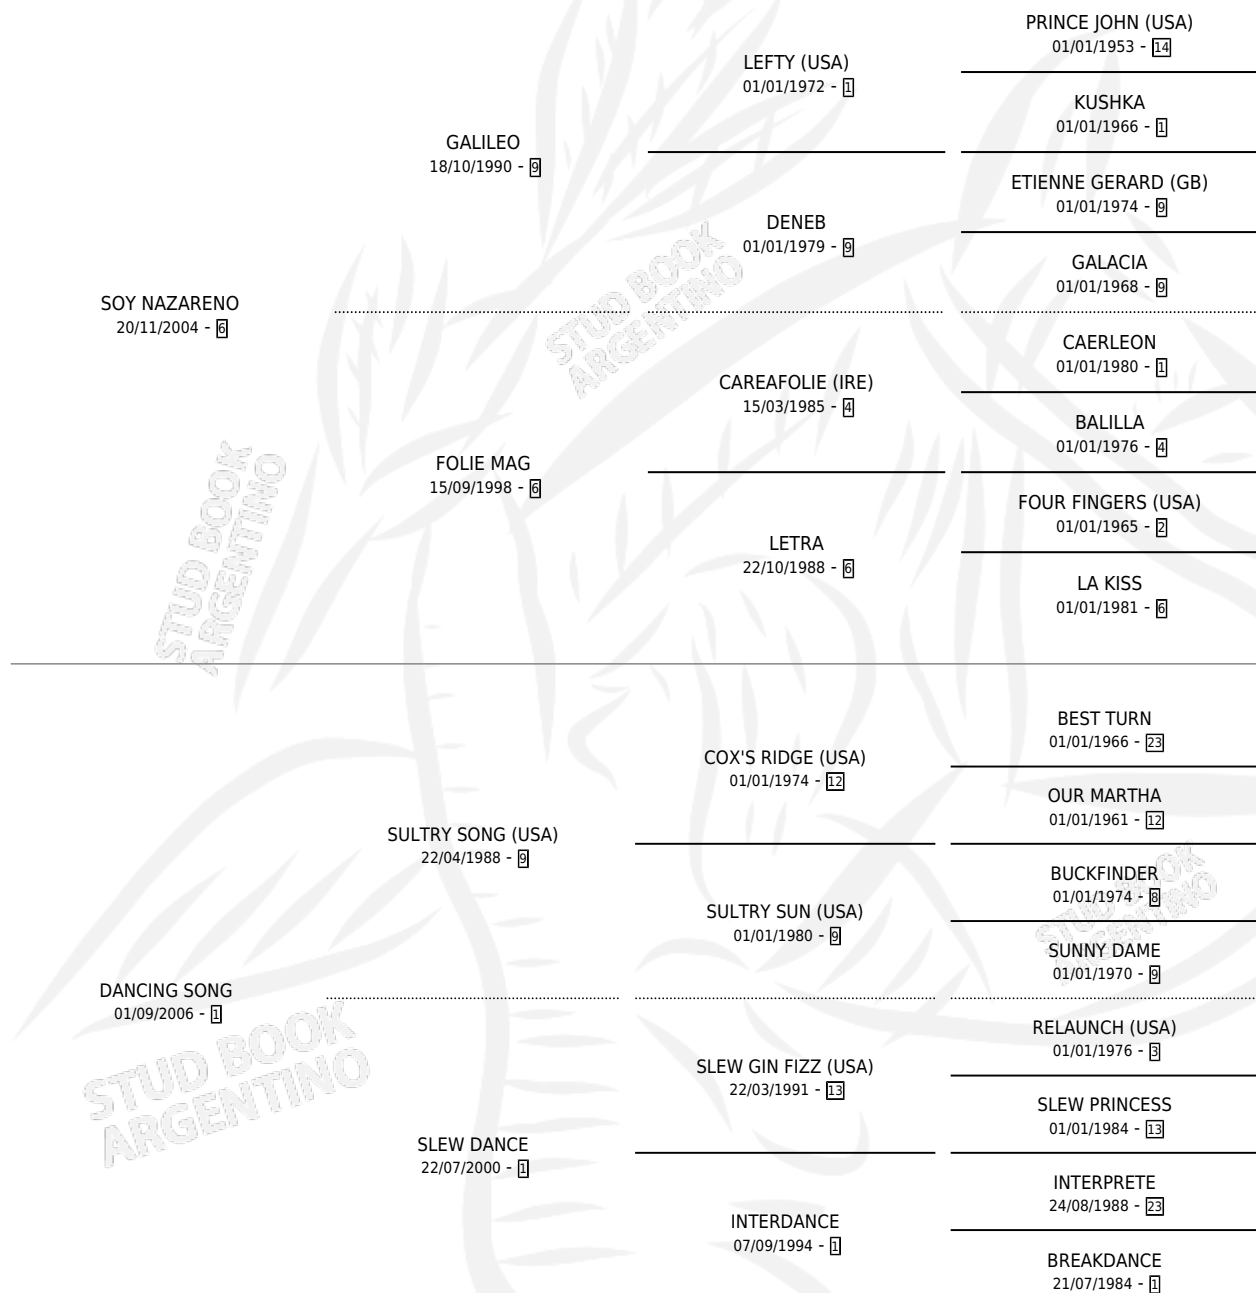 PRINCE JOHN (USA)
01/01/1953 - 14
LEFTY (USA)
01/01/1972 - 1
KUSHKA
01/01/1966 - 1
GALILEO
18/10/1990 - 9
ETIENNE GERARD (GB)
01/01/1974 - 9
DENEB
01/01/1979 - 9
GALACIA
01/01/1968 - 9
SOY NAZARENO
20/11/2004 - 6
STUD BOOK
ARGENTINO
CAERLEON
01/01/1980 - 1
CAREAFOLIE (IRE)
15/03/1985 - 4
BALILLA
01/01/1976 - 4
FOLIE MAG
15/09/1998 - 6
FOUR FINGERS (USA)
01/01/1965 - 2
LETRA
22/10/1988 - 6
LA KISS
01/01/1981 - 6
STUD BOOK
ARGENTINO
BEST TURN
01/01/1966 - 23
COX'S RIDGE (USA)
01/01/1974 - 12
OUR MARTHA
01/01/1961 - 12
SULTRY SONG (USA)
22/04/1988 - 9
BUCKFINDER
01/01/1974 - 8
SULTRY SUN (USA)
01/01/1980 - 9
SUNNY DAME
01/01/1970 - 9
STUD BOOK
ARGENTINO
DANCING SONG
01/09/2006 - 1
RELAUNCH (USA)
01/01/1976 - 3
SLEW GIN FIZZ (USA)
22/03/1991 - 13
SLEW PRINCESS
01/01/1984 - 13
STUD BOOK
ARGENTINO
SLEW DANCE
22/07/2000 - 1
INTERPRETE
24/08/1988 - 23
INTERDANCE
07/09/1994 - 1
BREAKDANCE
21/07/1984 - 1